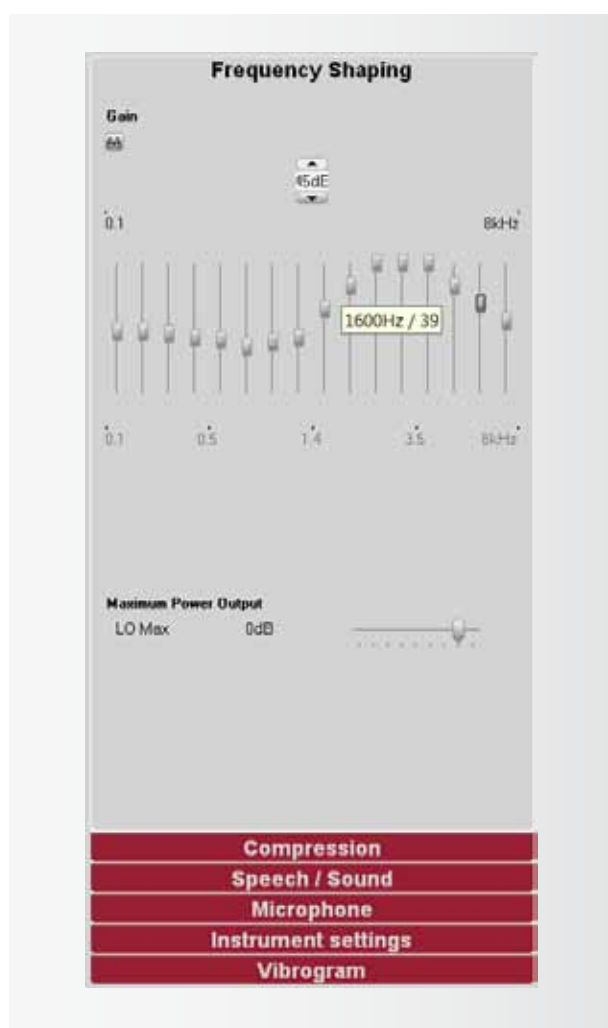 Frequency Shaping
Gain
45dB
0.1 8kHz
1600Hz / 39
0.1 0.5 1.4 3.5 8kHz
Maximum Power Output
LO Max 0dB
Compression
Speech / Sound
Microphone
Instrument settings
Vibrogram